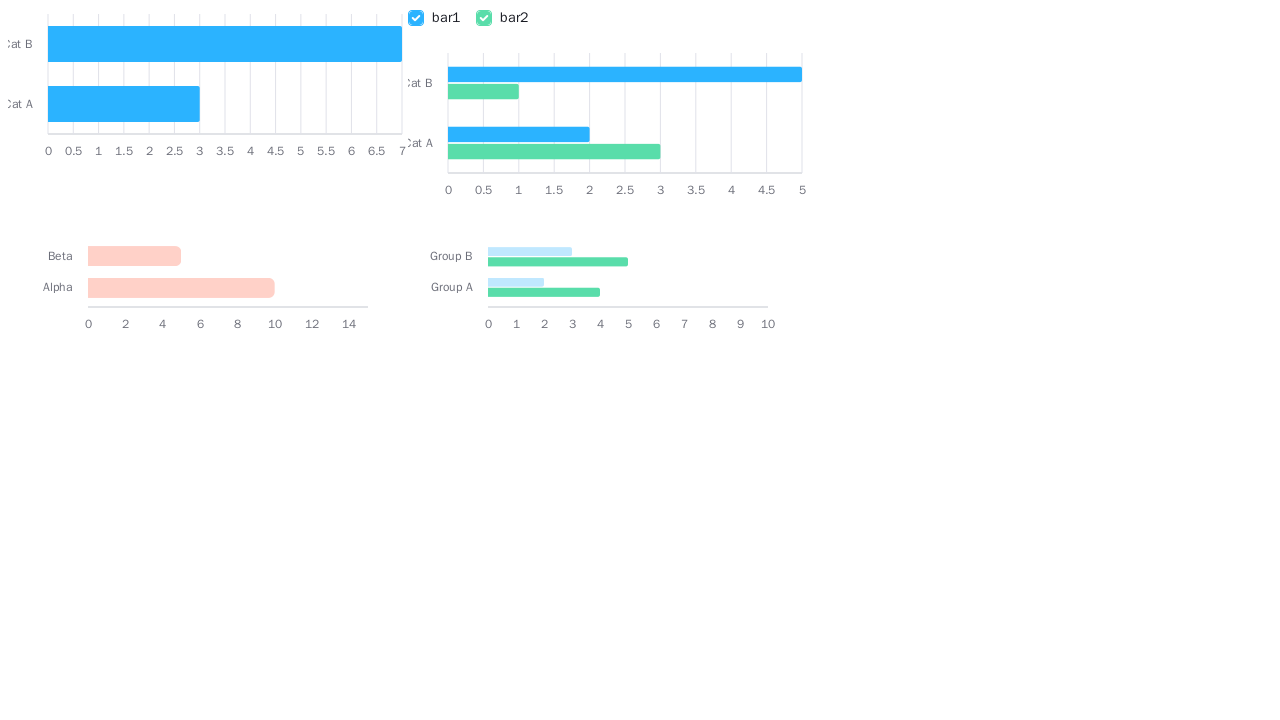 Cat B
Cat A
0 0.5 1 1.5 2 2.5 3 3.5 4 4.5 5 5.5 6 6.5 7
bar1 bar2
Cat B
Cat A
0 0.5 1 1.5 2 2.5 3 3.5 4 4.5 5
Beta
Alpha
0 2 4 6 8 10 12 14
Group B
Group A
0 1 2 3 4 5 6 7 8 9 10